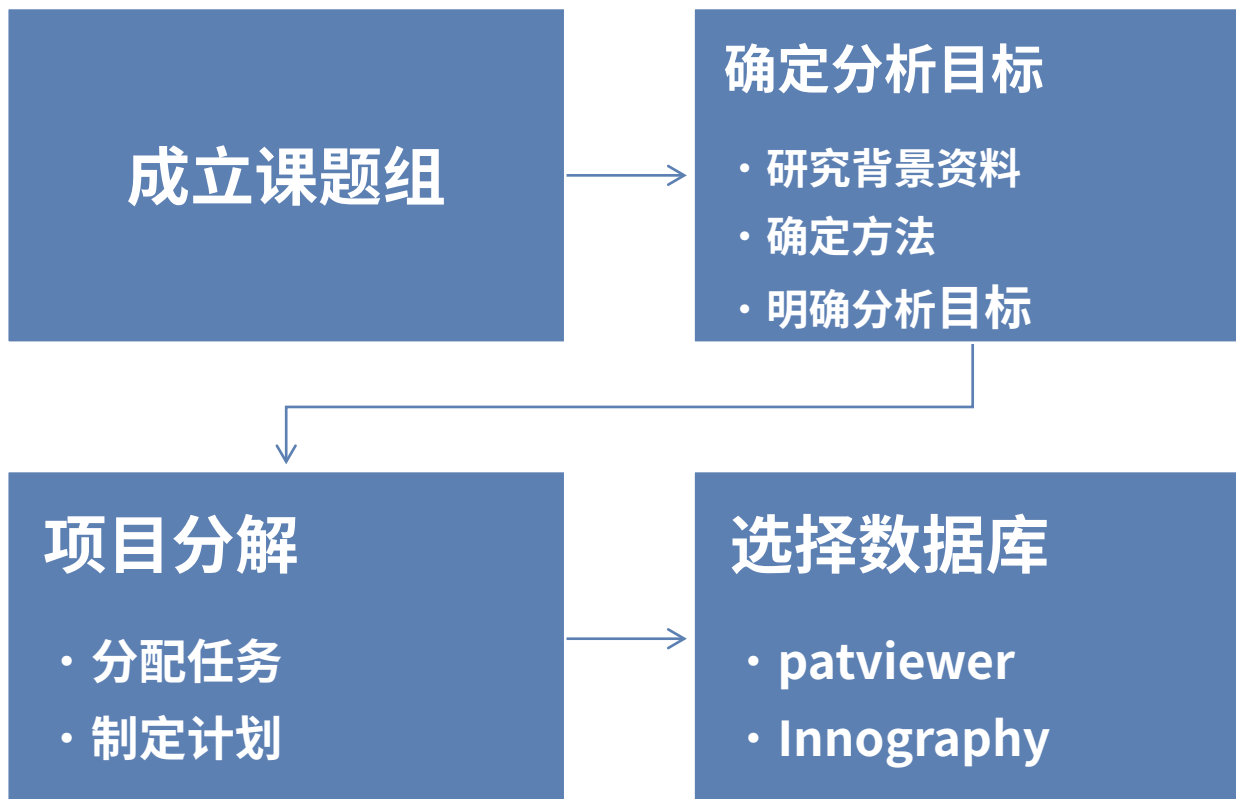 成立课题组
确定分析目标
· 研究背景资料
· 确定方法
· 明确分析目标
项目分解
· 分配任务
· 制定计划
选择数据库
· patviewer
· Innography